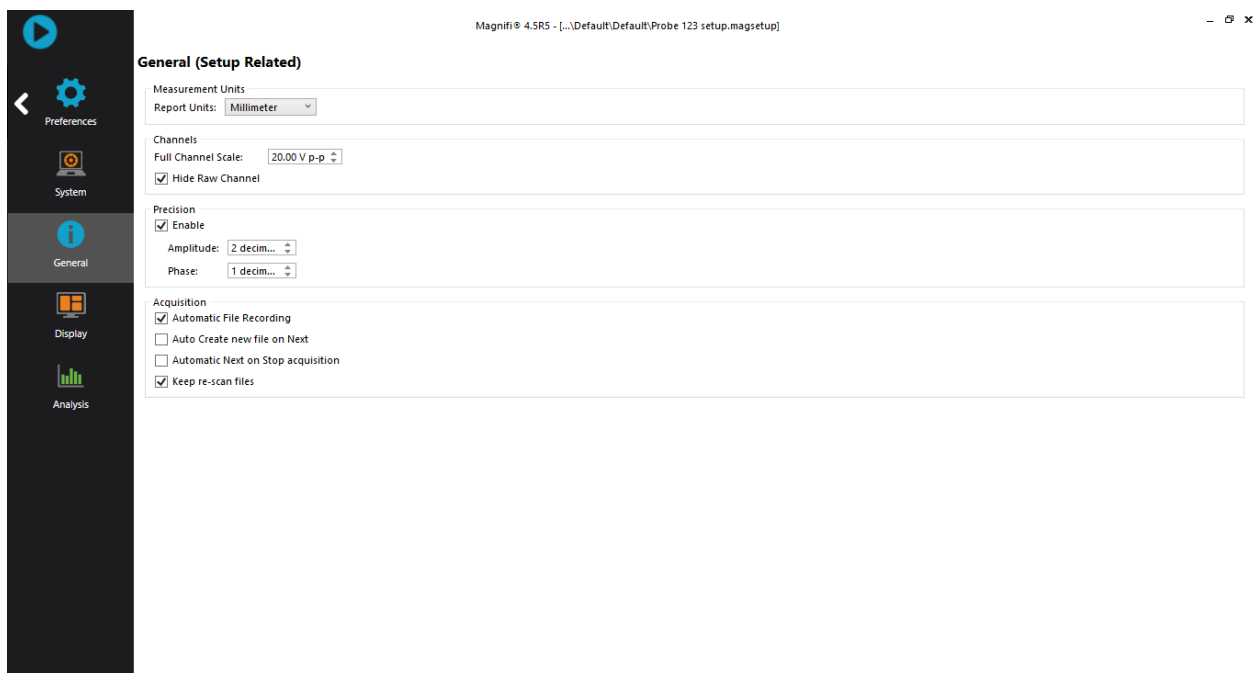 Magnifi® 4.5R5 - [...\Default\Default\Probe 123 setup.magsetup]
General (Setup Related)
Preferences
System
General
Display
Analysis
Measurement Units
Report Units: Millimeter
Channels
Full Channel Scale: 20.00 V p-p
Hide Raw Channel
Precision
Enable
Amplitude: 2 decim...
Phase: 1 decim...
Acquisition
Automatic File Recording
Auto Create new file on Next
Automatic Next on Stop acquisition
Keep re-scan files